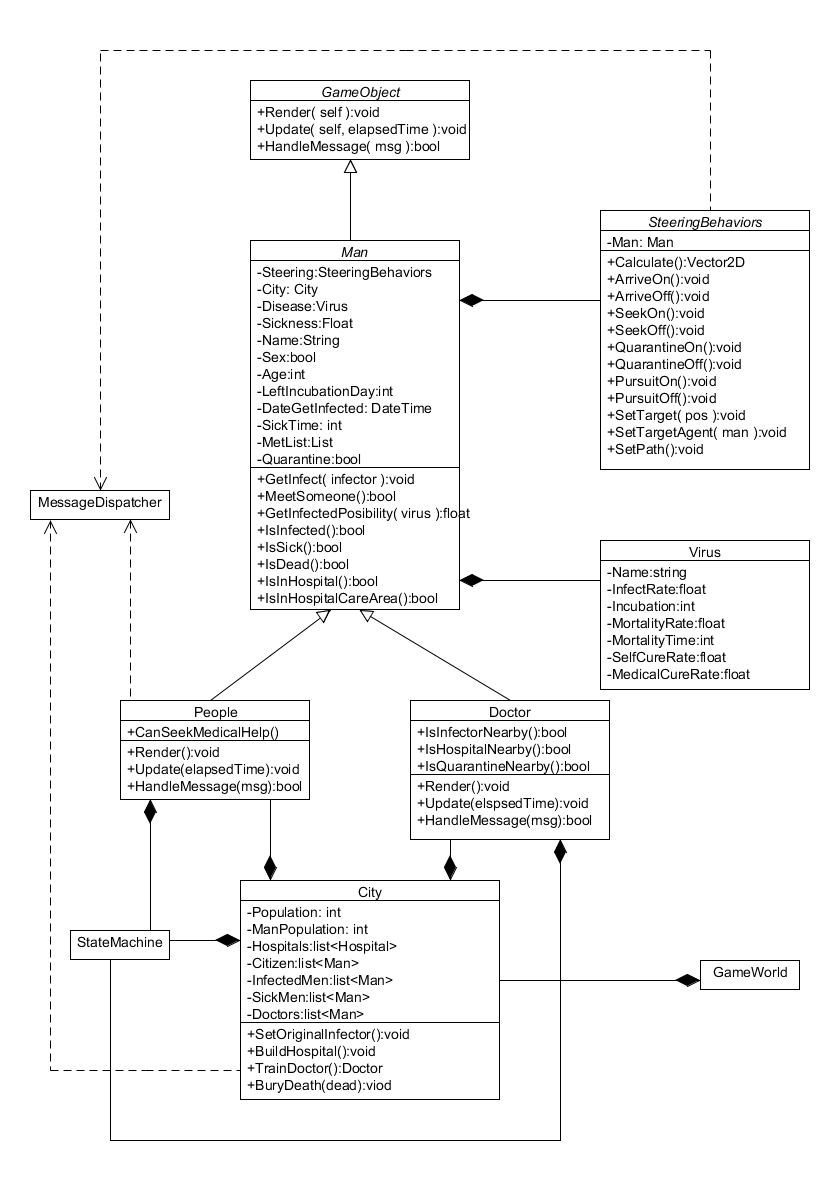 GameObject
+Render( self ):void
+Update( self, elapsedTime ):void
+HandleMessage( msg ):bool
SteeringBehaviors
-Man: Man
+Calculate():Vector2D
+ArriveOn():void
+ArriveOff():void
+SeekOn():void
+SeekOff():void
+QuarantineOn():void
+QuarantineOff():void
+PursuitOn():void
+PursuitOff():void
+SetTarget( pos ):void
+SetTargetAgent( man ):void
+SetPath():void
Man
-Steering:SteeringBehaviors
-City: City
-Disease:Virus
-Sickness:Float
-Name:String
-Sex:bool
-Age:int
-LeftIncubationDay:int
-DateGetInfected: DateTime
-SickTime: int
-MetList:List
-Quarantine:bool
+GetInfect( infector ):void
+MeetSomeone():bool
+GetInfectedPosibility( virus ):float
+IsInfected():bool
+IsSick():bool
+IsDead():bool
+IsInHospital():bool
+IsInHospitalCareArea():bool
MessageDispatcher
Virus
-Name:string
-InfectRate:float
-Incubation:int
-MortalityRate:float
-MortalityTime:int
-SelfCureRate:float
-MedicalCureRate:float
People
+CanSeekMedicalHelp()
+Render():void
+Update(elapsedTime):void
+HandleMessage(msg):bool
Doctor
+IsInfectorNearby():bool
+IsHospitalNearby():bool
+IsQuarantineNearby():bool
+Render():void
+Update(elspsedTime):void
+HandleMessage(msg):bool
City
-Population: int
-ManPopulation: int
-Hospitals:list<Hospital>
-Citizen:list<Man>
-InfectedMen:list<Man>
-SickMen:list<Man>
-Doctors:list<Man>
+SetOriginalInfector():void
+BuildHospital():void
+TrainDoctor():Doctor
+BuryDeath(dead):viod
StateMachine
GameWorld